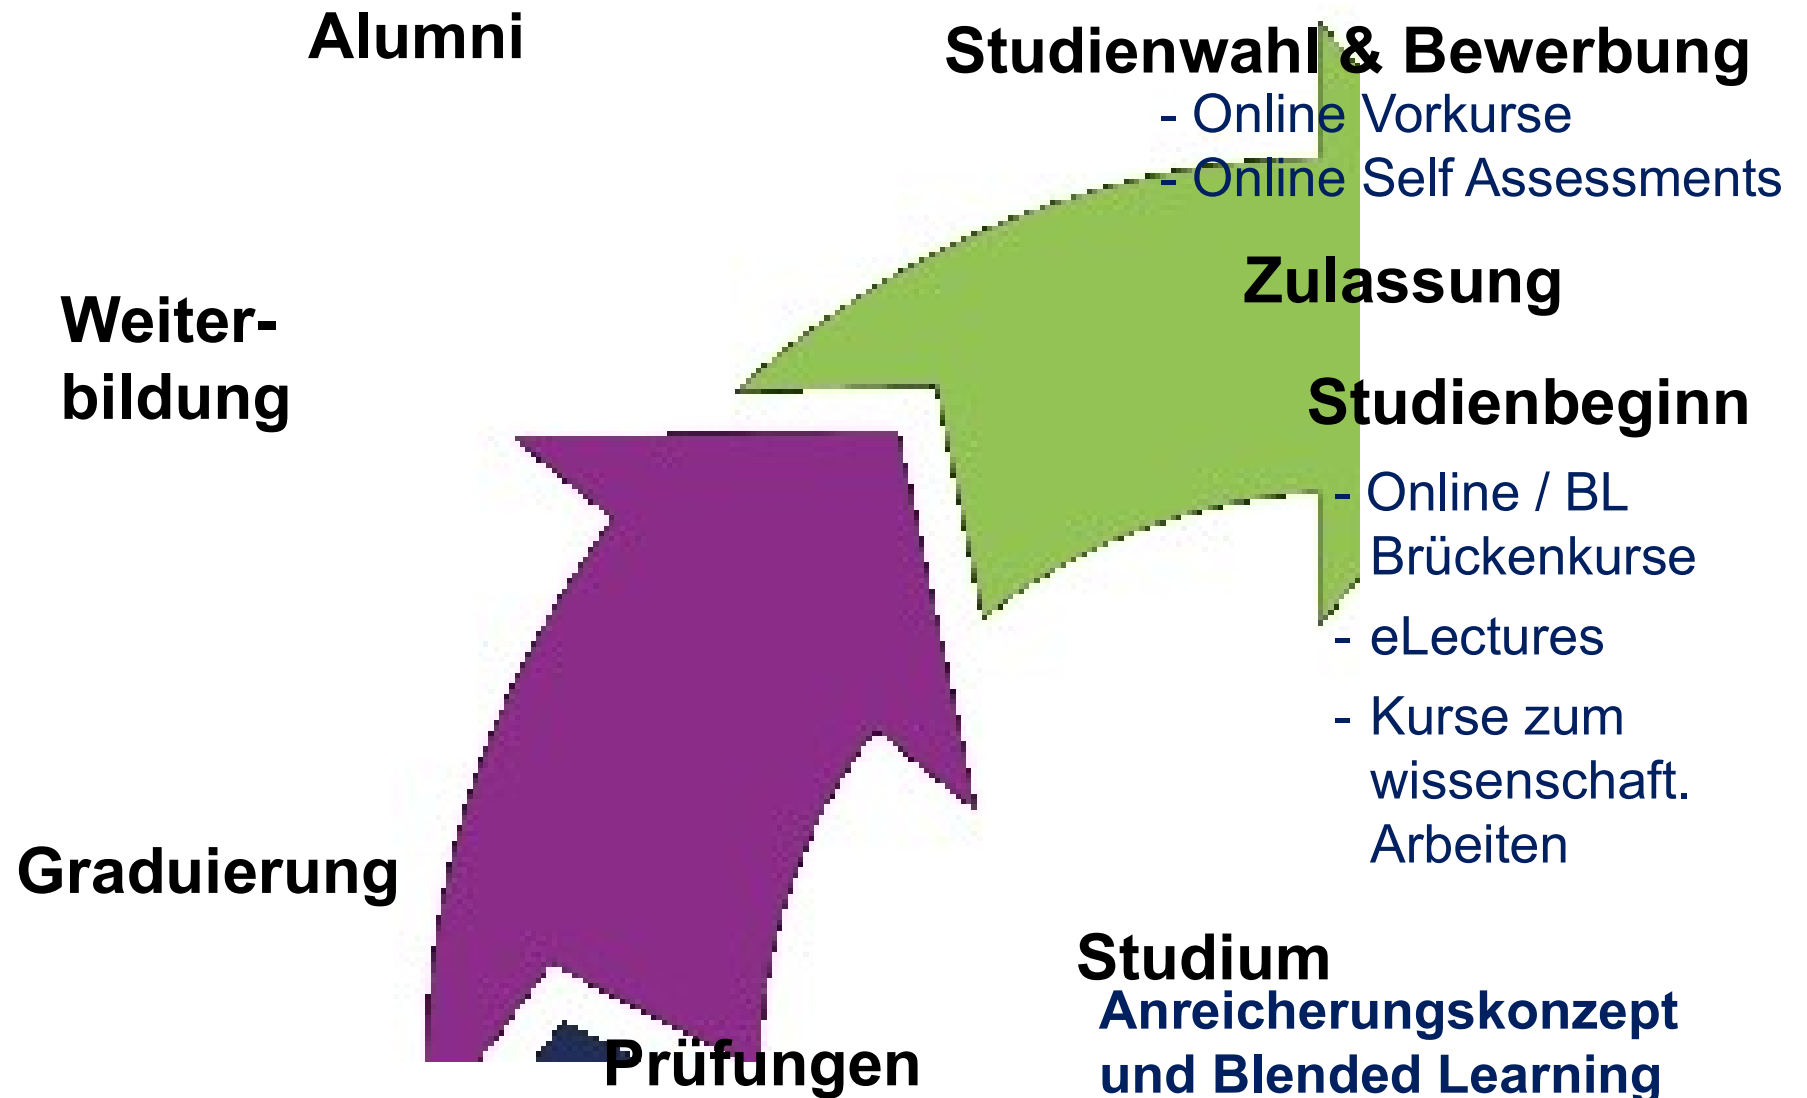 Alumni
Studienwahl & Bewerbung
- Online Vorkurse
- Online Self Assessments
Zulassung
Weiter-
bildung
Studienbeginn
- Online / BL
Brückenkurse
- eLectures
- Kurse zum
wissenschaft.
Arbeiten
Graduierung
Studium
Anreicherungskonzept
und Blended Learning
Prüfungen